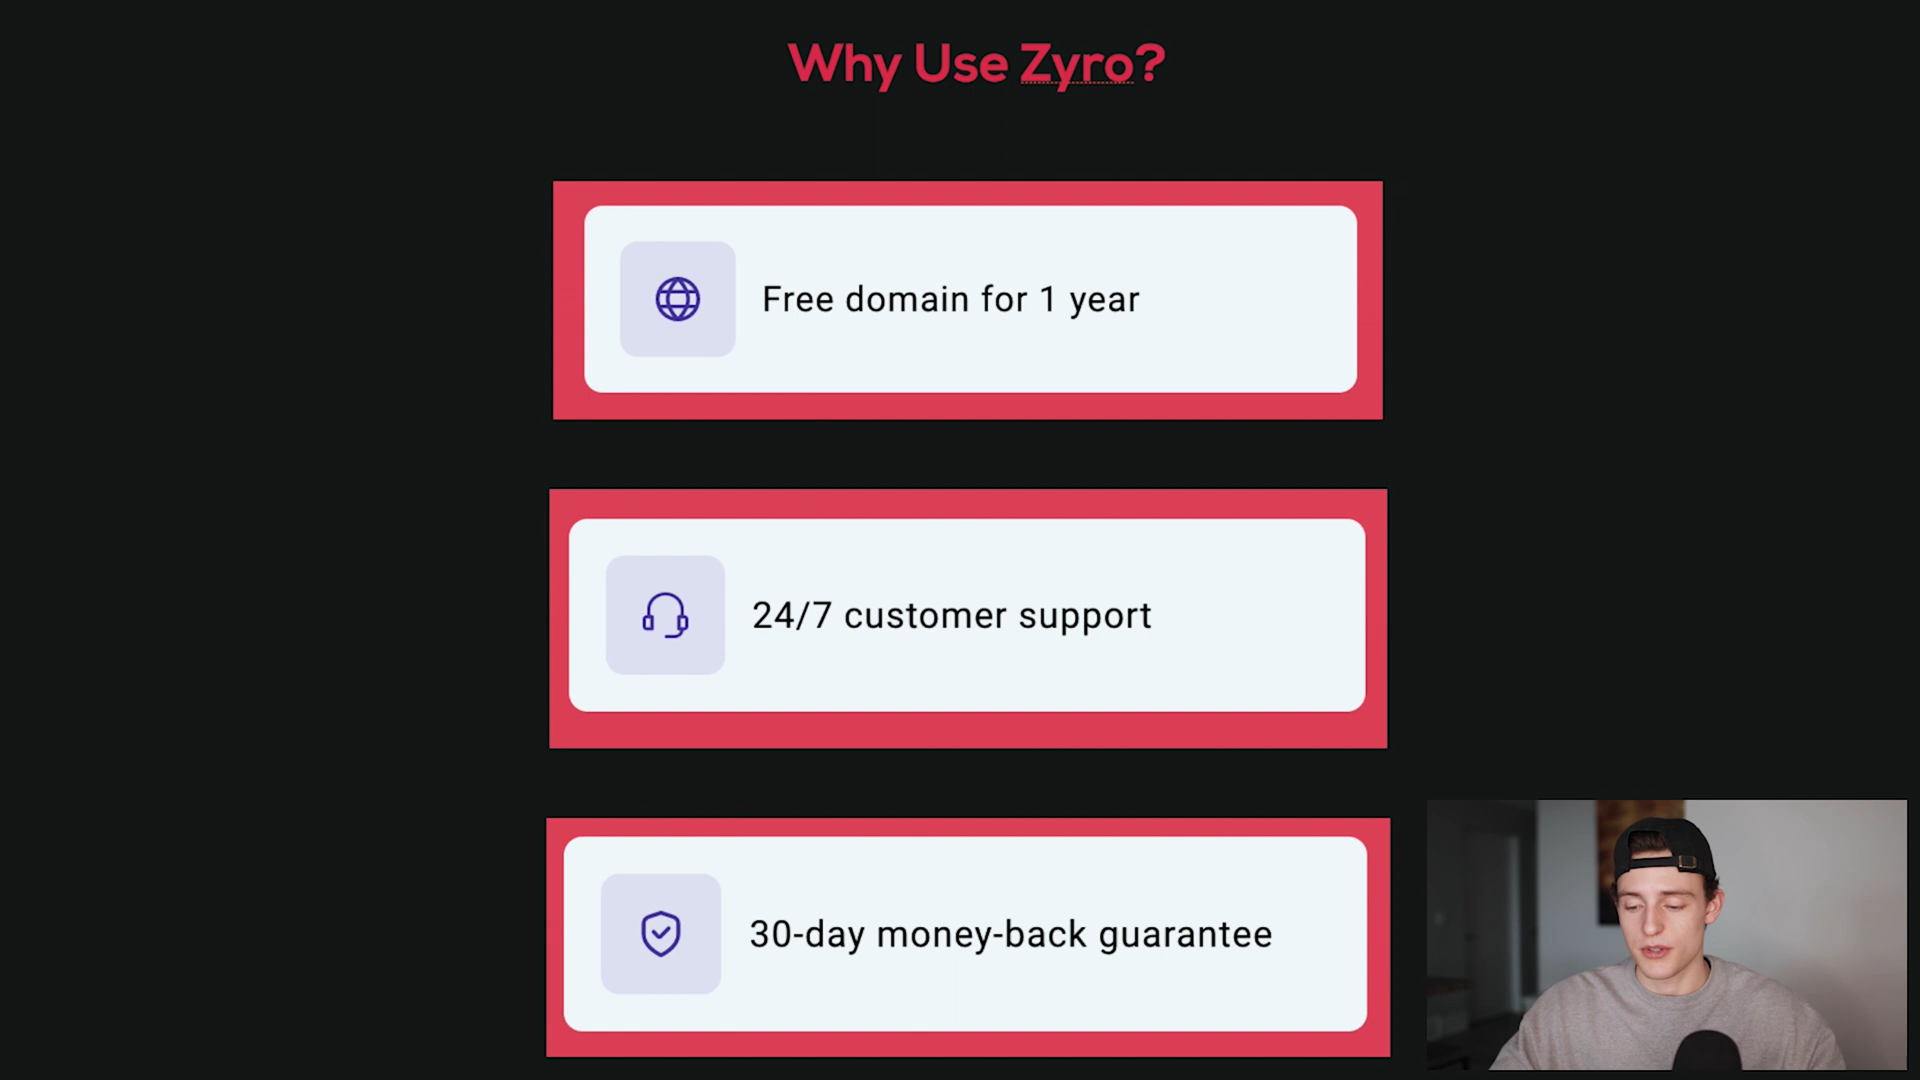 Why Use Zyro?
Free domain for 1 year
24/7 customer support
30-day money-back guarantee